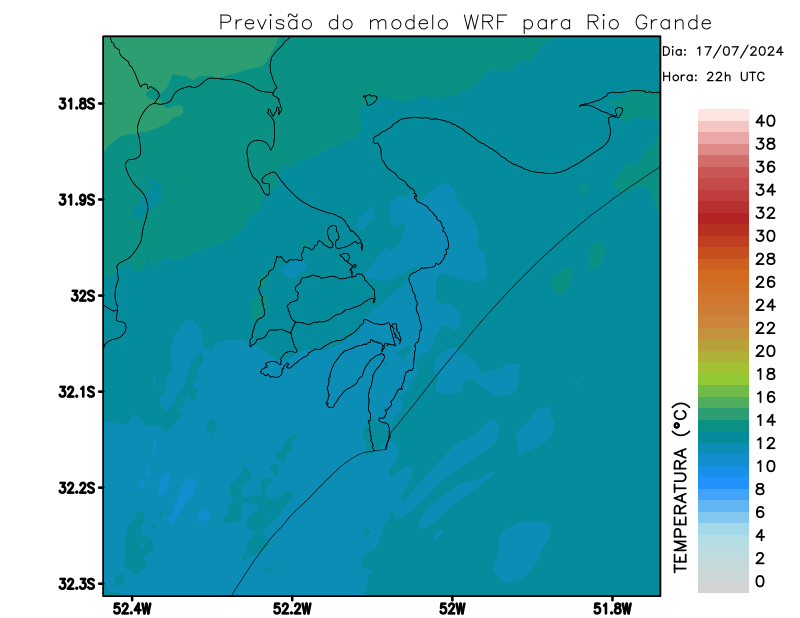 Previsão do modelo WRF para Rio Grande
Dia: 17/07/2024
Hora: 22h UTC
31.8S
31.9S
32S
32.1S
32.2S
32.3S
52.4W
52.2W
52W
51.8W
TEMPERATURA (°C)
40
38
36
34
32
30
28
26
24
22
20
18
16
14
12
10
8
6
4
2
0